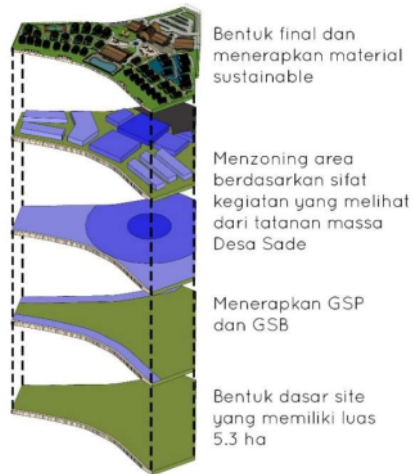 Bentuk final dan
menerapkan material
sustainable
Menzoning area
berdasarkan sifat
kegiatan yang melihat
dari tatanan massa
Desa Sade
Menerapkan GSP
dan GSB
Bentuk dasar site
yang memiliki luas
5.3 ha